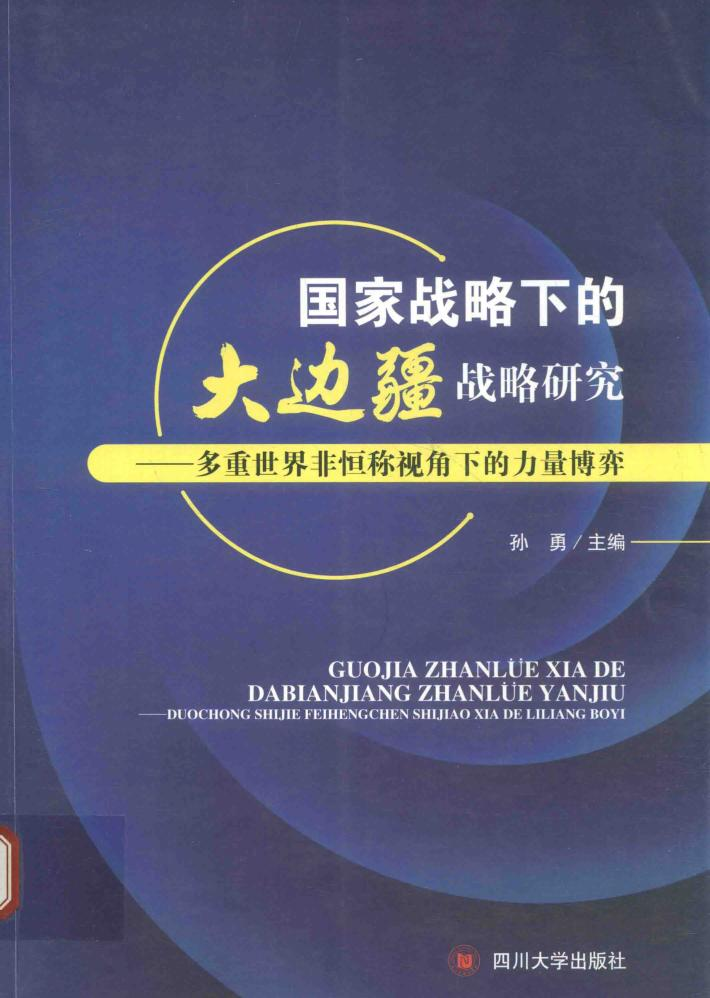 国家战略下的
大边疆战略研究
——多重世界非恒称视角下的力量博弈
孙 勇/主编
GUOJIA ZHANLÜE XIA DE
DABIANJIANG ZHANLÜE YANJIU
——DUOCHONG SHIJIE FEIHENGCHEN SHIJIAO XIA DE LILIANG BOYI
四川大学出版社